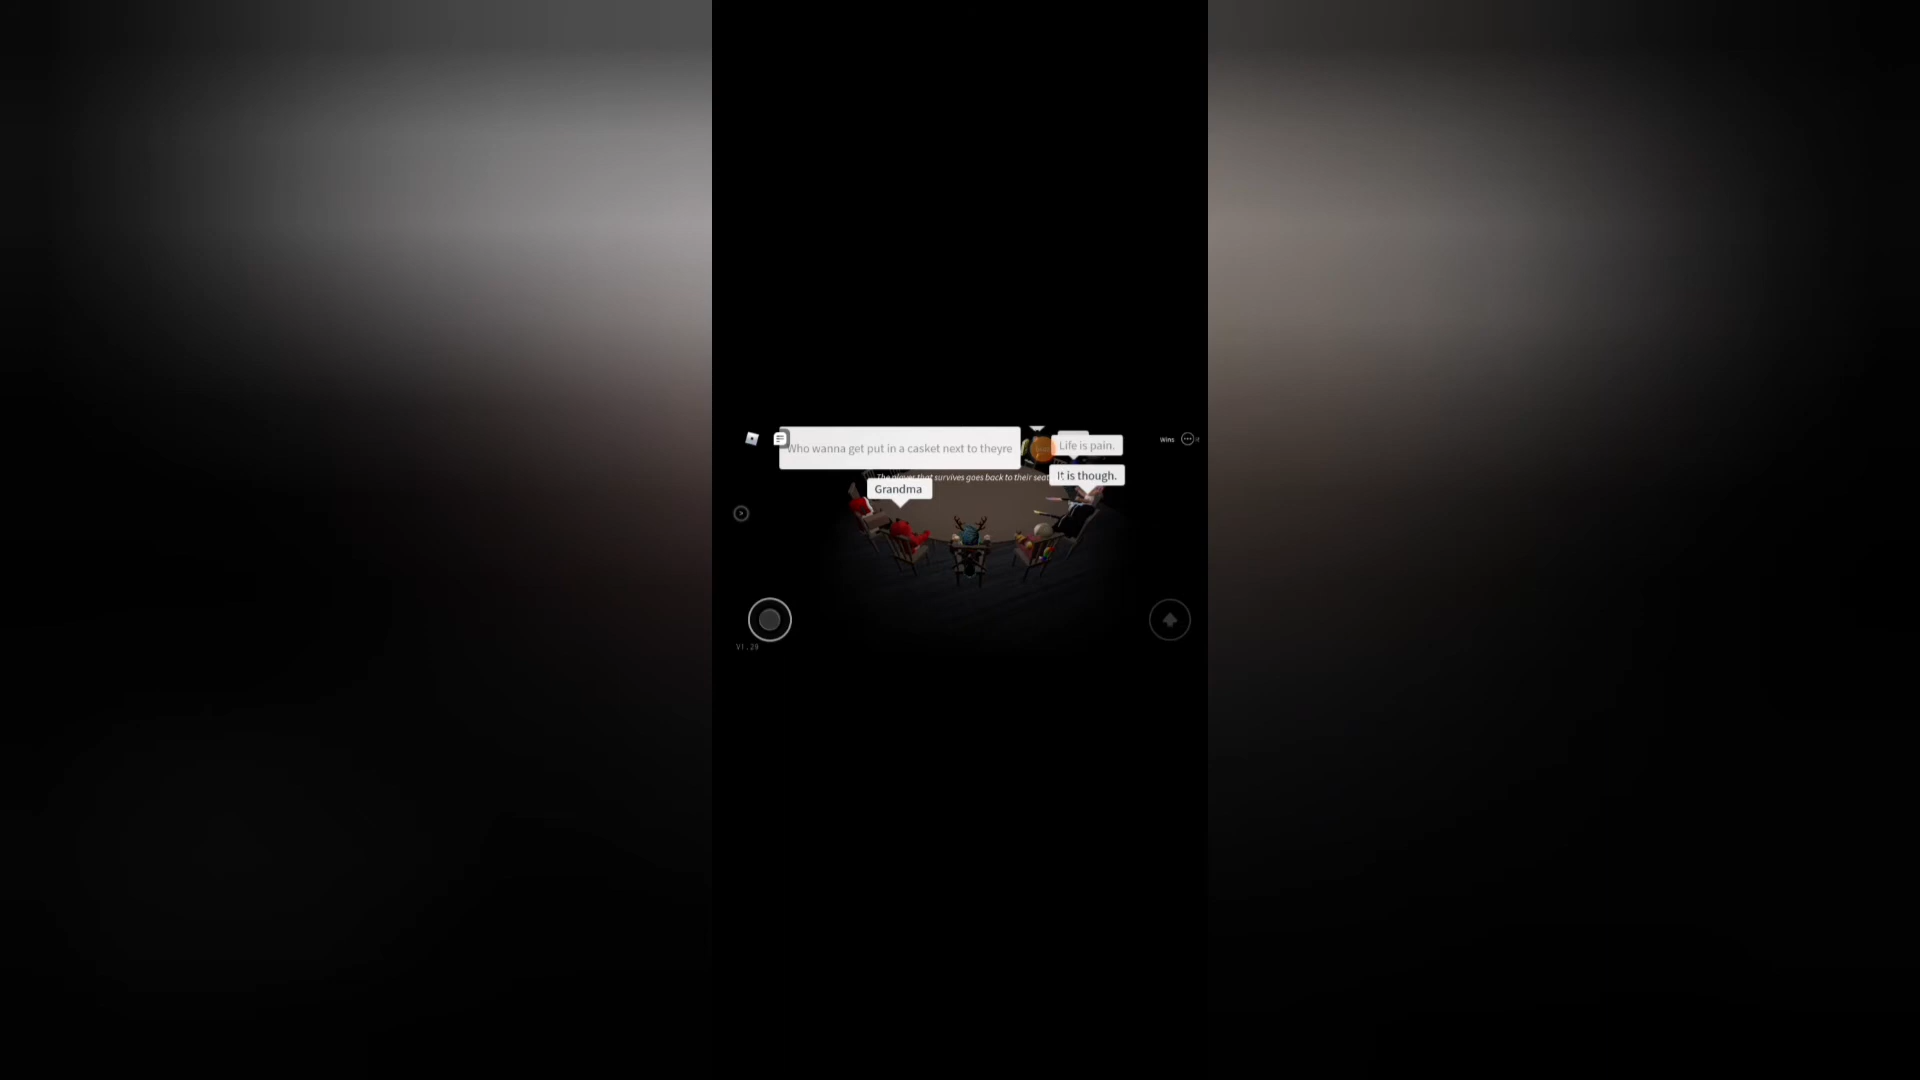 Who wanna get put in a casket next to theyre
Life is pain.
Wins
It is though.
The player that survives goes back to their seat
Grandma
V1.20